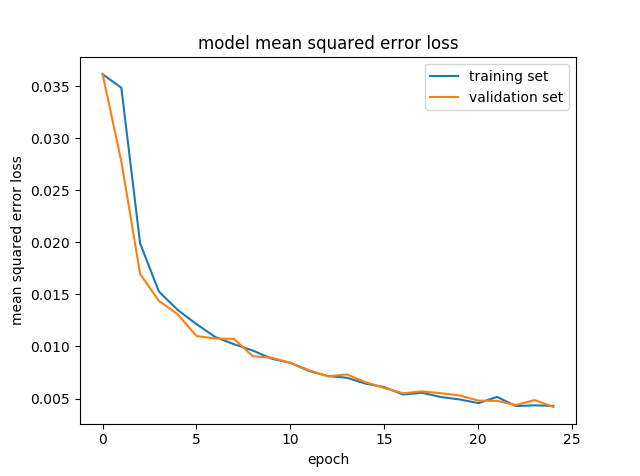 model mean squared error loss
training set
validation set
mean squared error loss
0.035
0.030
0.025
0.020
0.015
0.010
0.005
0 5 10 15 20 25
epoch